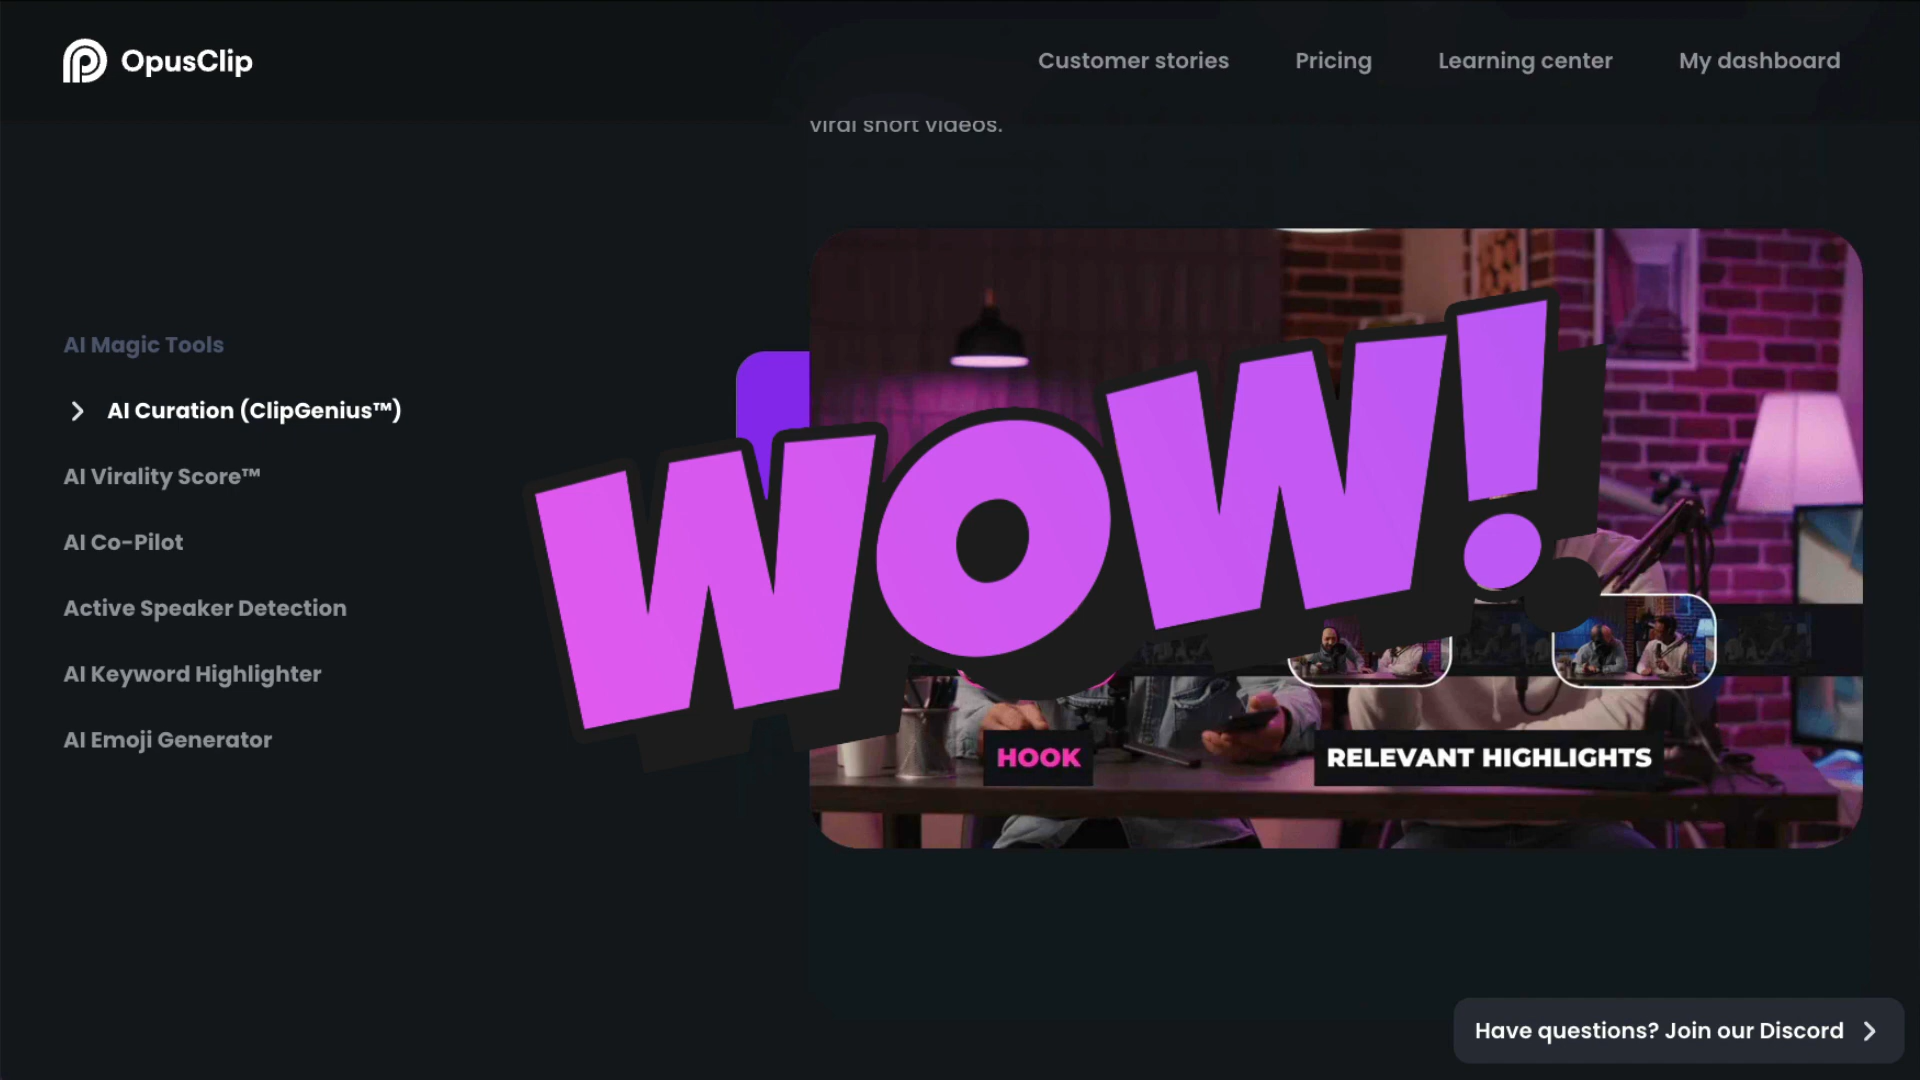 OpusClip
Customer stories
Pricing
Learning center
My dashboard
viral short videos.
AI Magic Tools
AI Curation (ClipGenius™)
AI Virality Score™
AI Co-Pilot
Active Speaker Detection
AI Keyword Highlighter
AI Emoji Generator
WOW!
HOOK
RELEVANT HIGHLIGHTS
Have questions? Join our Discord